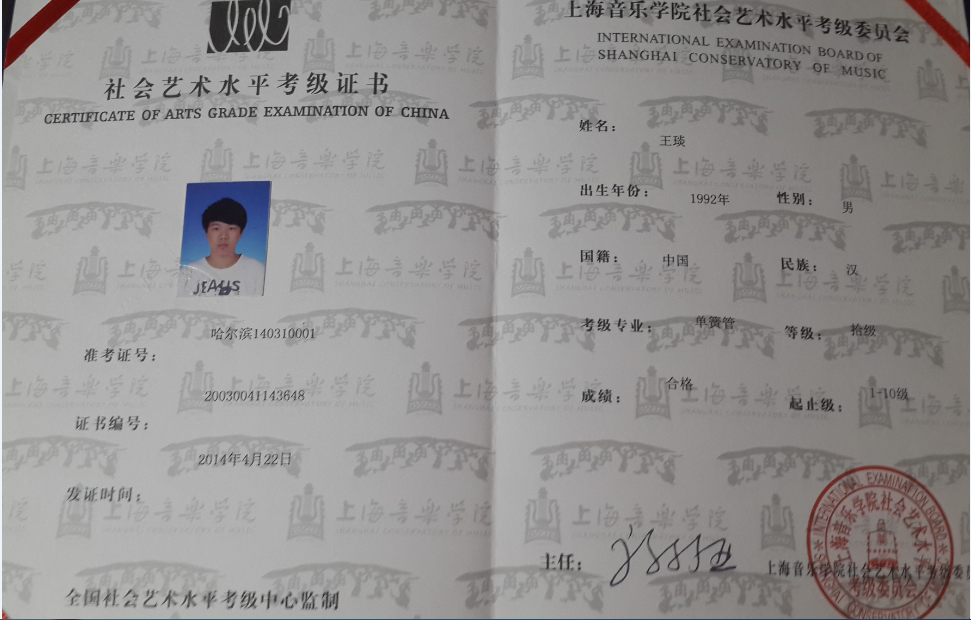 社会艺术水平考级证书
CERTIFICATE OF ARTS GRADE EXAMINATION OF CHINA
JEAUS
哈尔滨140310001
准考证号：
20030041143648
证书编号：
2014年4月22日
发证时间：
全国社会艺术水平考级中心监制
上海音乐学院社会艺术水平考级委员会
INTERNATIONAL EXAMINATION BOARD OF
SHANGHAI CONSERVATORY OF MUSIC
姓名：
王琰
出生年份： 1992年 性别： 男
国籍： 中国 民族： 汉
考级专业： 单簧管 等级： 拾级
成绩： 合格 起止级： 1-10级
主任：
上海音乐学院社会艺术水平考级委
INTERNATIONAL EXAMINATION BOARD
上海音乐学院社会艺术水平
考级委员会
上海音樂学院